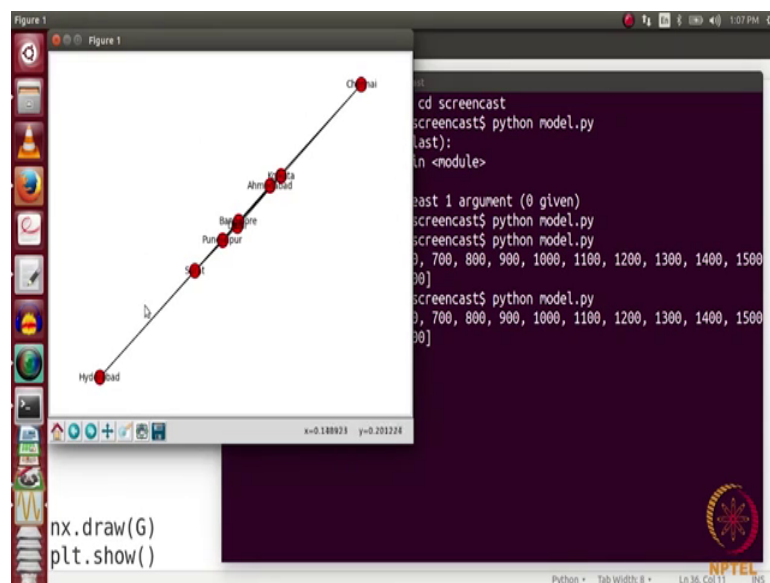 Figure 1
En
1:07 PM
Figure 1
Chennai
Kolkata
Ahmedabad
Bangalore
Surat
Hyderabad
x=0.148923 y=0.201224
cd screencast
screencast$ python model.py
last):
in <module>
east 1 argument (0 given)
screencast$ python model.py
screencast$ python model.py
0, 700, 800, 900, 1000, 1100, 1200, 1300, 1400, 1500
00]
screencast$ python model.py
0, 700, 800, 900, 1000, 1100, 1200, 1300, 1400, 1500
00]
nx.draw(G)
plt.show()
NPTEL
Python Tab Width: 8 Ln 36, Col 11 INS